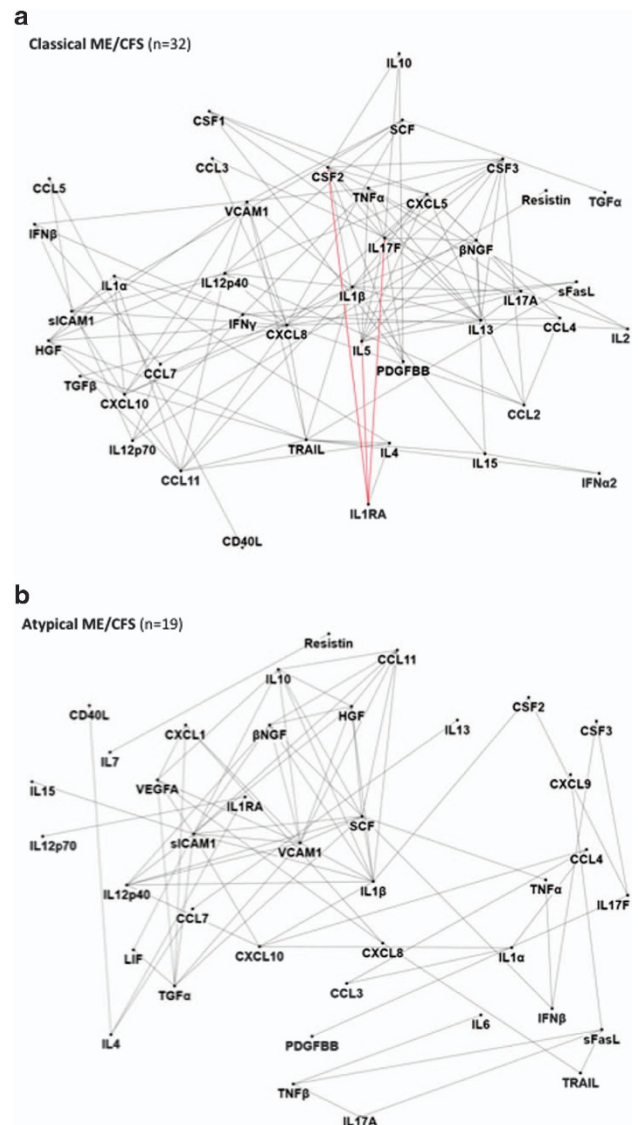 a
Classical ME/CFS (n=32)
IL10
CSF1
SCF
CCL3
CSF2
CSF3
CCL5
TNFα
CXCL5
Resistin
TGFα
VCAM1
IFNβ
IL17F
βNGF
IL1α
IL12p40
IL1β
IL17A
sFasL
sICAM1
IFNγ
CXCL8
IL13
CCL4
IL2
HGF
IL5
TGFβ
CCL7
PDGFBB
CXCL10
CCL2
IL12p70
TRAIL
IL4
IL15
CCL11
IFNα2
IL1RA
CD40L
b
Atypical ME/CFS (n=19)
Resistin
CCL11
IL10
CD40L
HGF
CSF2
CXCL1
βNGF
IL13
CSF3
IL7
VEGFA
CXCL9
IL15
IL1RA
IL12p70
sICAM1
SCF
VCAM1
CCL4
IL12p40
IL1β
TNFα
IL17F
CCL7
LIF
CXCL10
CXCL8
IL1α
TGFα
CCL3
IL4
PDGFBB
IL6
IFNβ
sFasL
TNFβ
TRAIL
IL17A